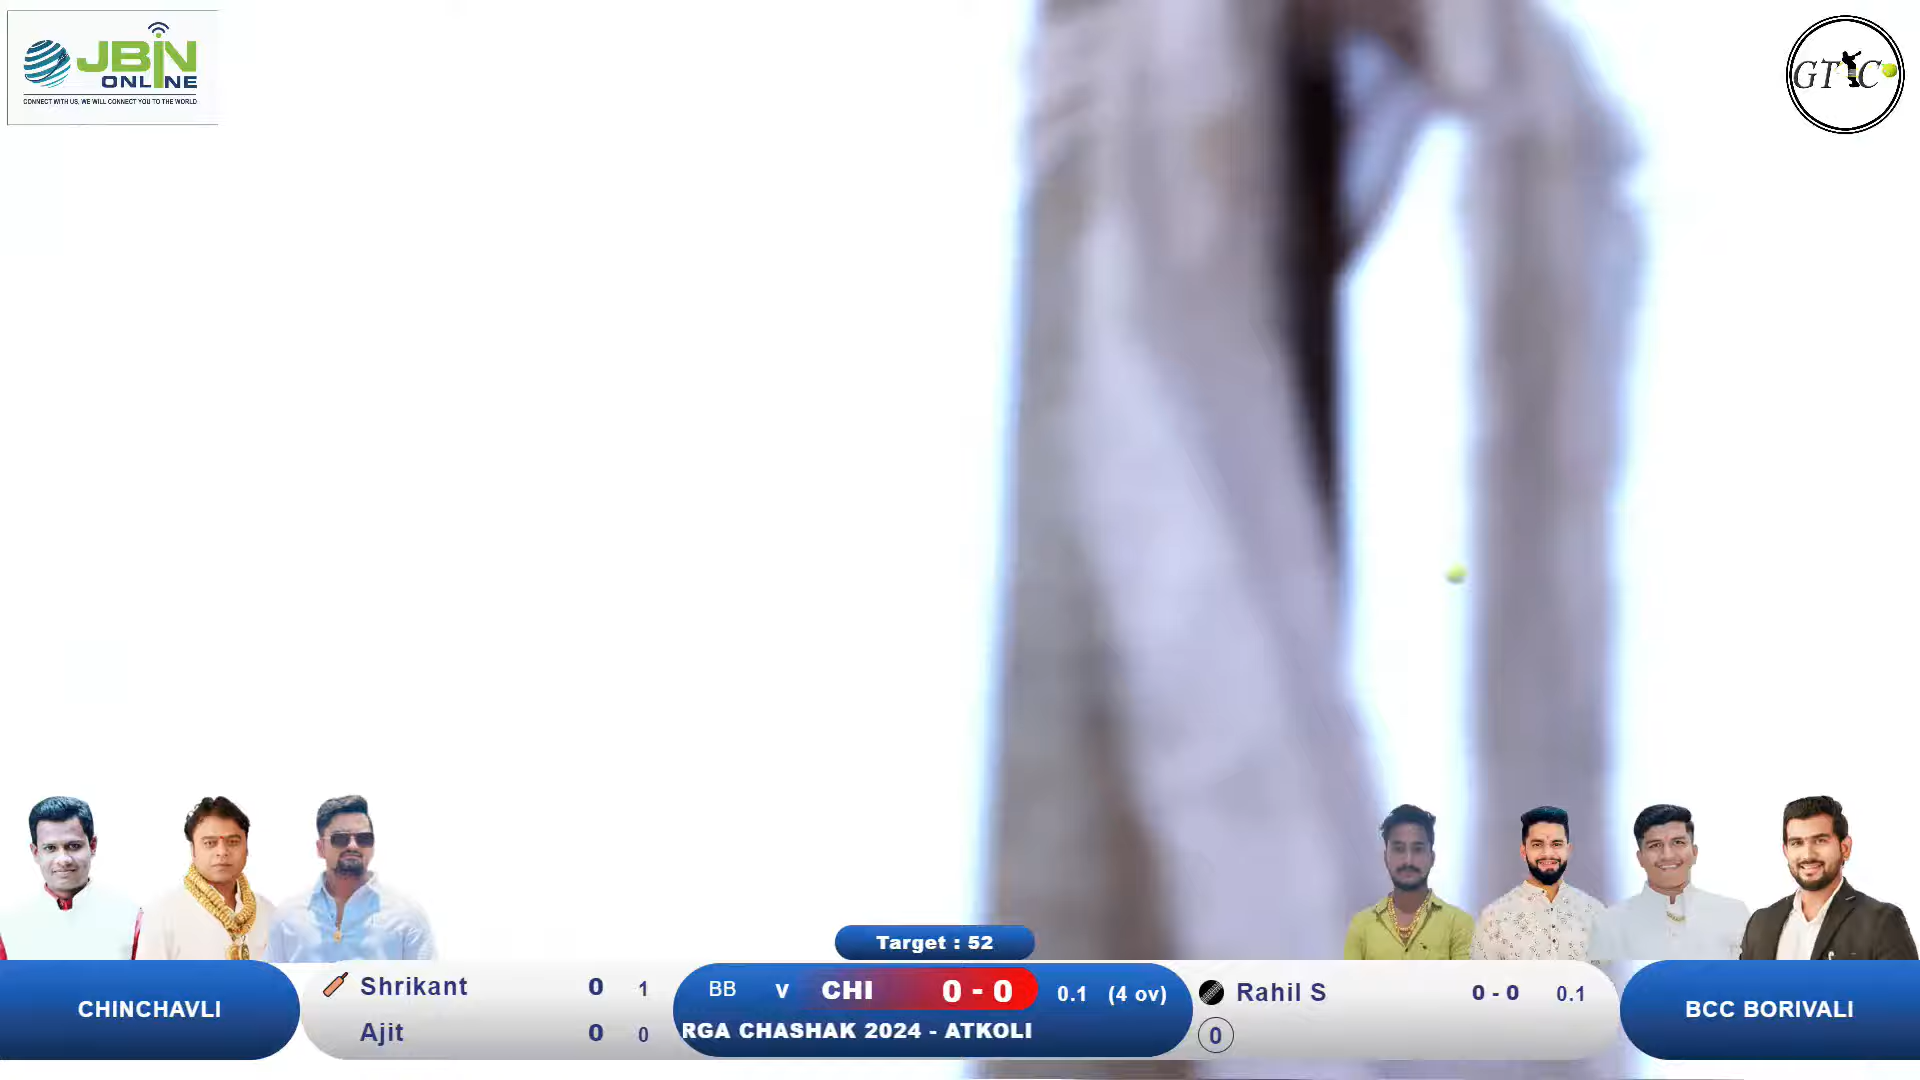 JBIN
ONLINE
CONNECT WITH US, WE WILL CONNECT YOU TO THE WORLD
GTCC
Target : 52
CHINCHAVLI
Shrikant 0 1
Ajit 0 0
BB v CHI 0 - 0 0.1 (4 ov)
RGA CHASHAK 2024 - ATKOLI
Rahil S 0 - 0 0.1
0
BCC BORIVALI